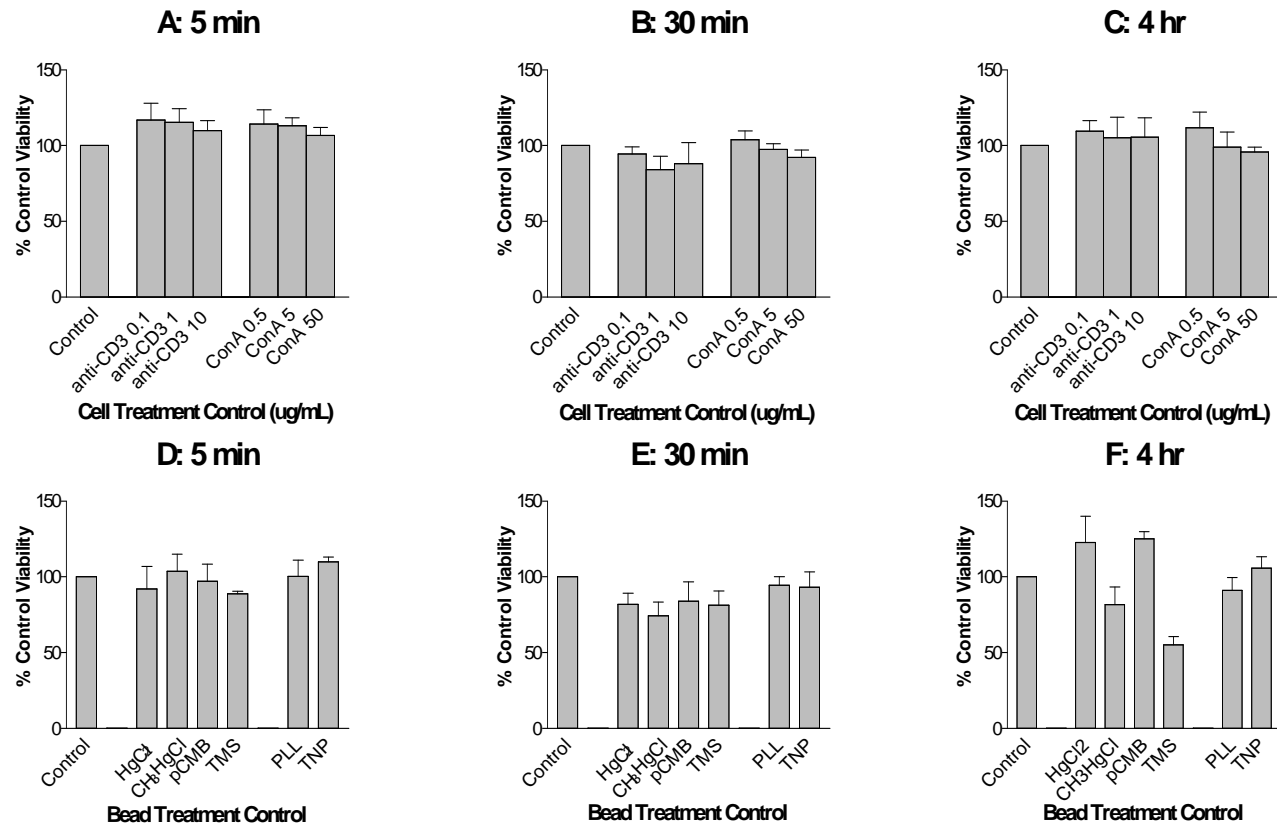 A: 5 min
150
100
50
0
% Control Viability
Control
anti-CD3 0.1
anti-CD3 1
anti-CD3 10
ConA 0.5
ConA 5
ConA 50
Cell Treatment Control (ug/mL)
B: 30 min
150
100
50
0
% Control Viability
Control
anti-CD3 0.1
anti-CD3 1
anti-CD3 10
ConA 0.5
ConA 5
ConA 50
Cell Treatment Control (ug/mL)
C: 4 hr
150
100
50
0
% Control Viability
Control
anti-CD3 0.1
anti-CD3 1
anti-CD3 10
ConA 0.5
ConA 5
ConA 50
Cell Treatment Control (ug/mL)
D: 5 min
150
100
50
0
% Control Viability
Control
HgCl2
CH3HgCl
pCMB
TMS
PLL
TNP
Bead Treatment Control
E: 30 min
150
100
50
0
% Control Viability
Control
HgCl2
CH3HgCl
pCMB
TMS
PLL
TNP
Bead Treatment Control
F: 4 hr
150
100
50
0
% Control Viability
Control
HgCl2
CH3HgCl
pCMB
TMS
PLL
TNP
Bead Treatment Control